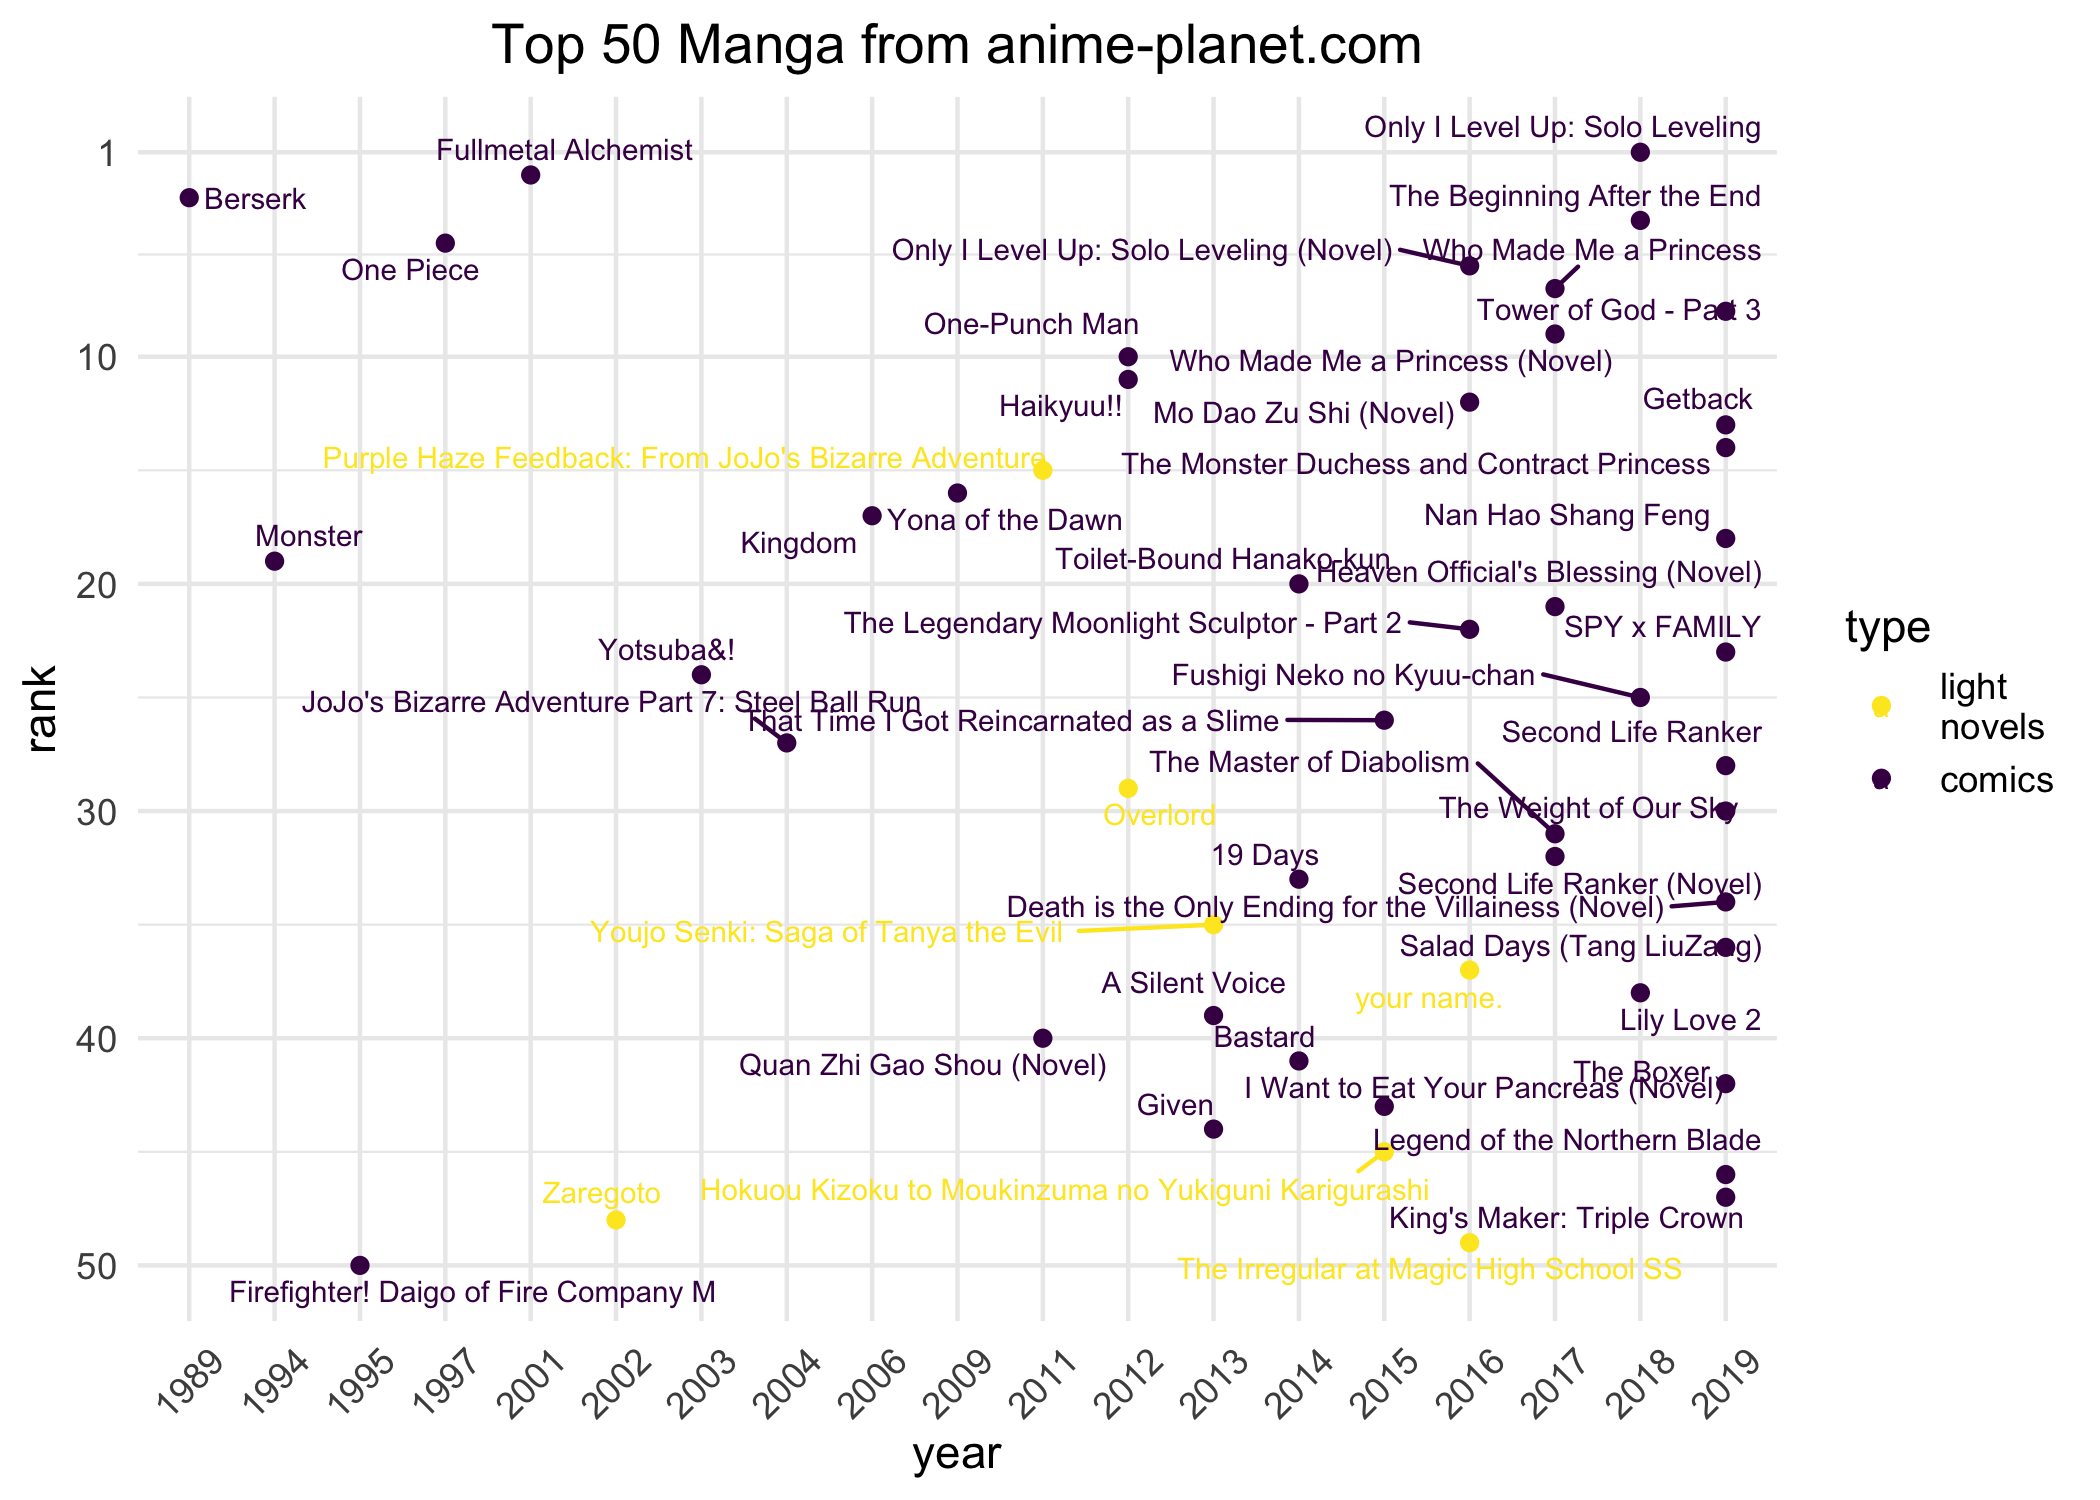 Top 50 Manga from anime-planet.com
Only I Level Up: Solo Leveling
1
Fullmetal Alchemist
Berserk
The Beginning After the End
Only I Level Up: Solo Leveling (Novel)
Who Made Me a Princess
One Piece
Tower of God - Part 3
One-Punch Man
10
Who Made Me a Princess (Novel)
Getback
Haikyuu!!
Mo Dao Zu Shi (Novel)
Purple Haze Feedback: From JoJo's Bizarre Adventure
The Monster Duchess and Contract Princess
Nan Hao Shang Feng
Yona of the Dawn
Monster
Kingdom
Toilet-Bound Hanako-kun
Heaven Official's Blessing (Novel)
20
The Legendary Moonlight Sculptor - Part 2
SPY x FAMILY
Yotsuba&!
Fushigi Neko no Kyuu-chan
JoJo's Bizarre Adventure Part 7: Steel Ball Run
That Time I Got Reincarnated as a Slime
Second Life Ranker
The Master of Diabolism
The Weight of Our Sky
30
Overlord
19 Days
Second Life Ranker (Novel)
Death is the Only Ending for the Villainess (Novel)
Youjo Senki: Saga of Tanya the Evil
Salad Days (Tang LiuZang)
A Silent Voice
your name.
Lily Love 2
40
Bastard
Quan Zhi Gao Shou (Novel)
The Boxer
I Want to Eat Your Pancreas (Novel)
Given
Legend of the Northern Blade
Zaregoto
Hokuou Kizoku to Moukinzuma no Yukiguni Karigurashi
King's Maker: Triple Crown
50
The Irregular at Magic High School SS
Firefighter! Daigo of Fire Company M
rank
1989
1994
1995
1997
2001
2002
2003
2004
2006
2009
2011
2012
2013
2014
2015
2016
2017
2018
2019
year
type
light
novels
comics